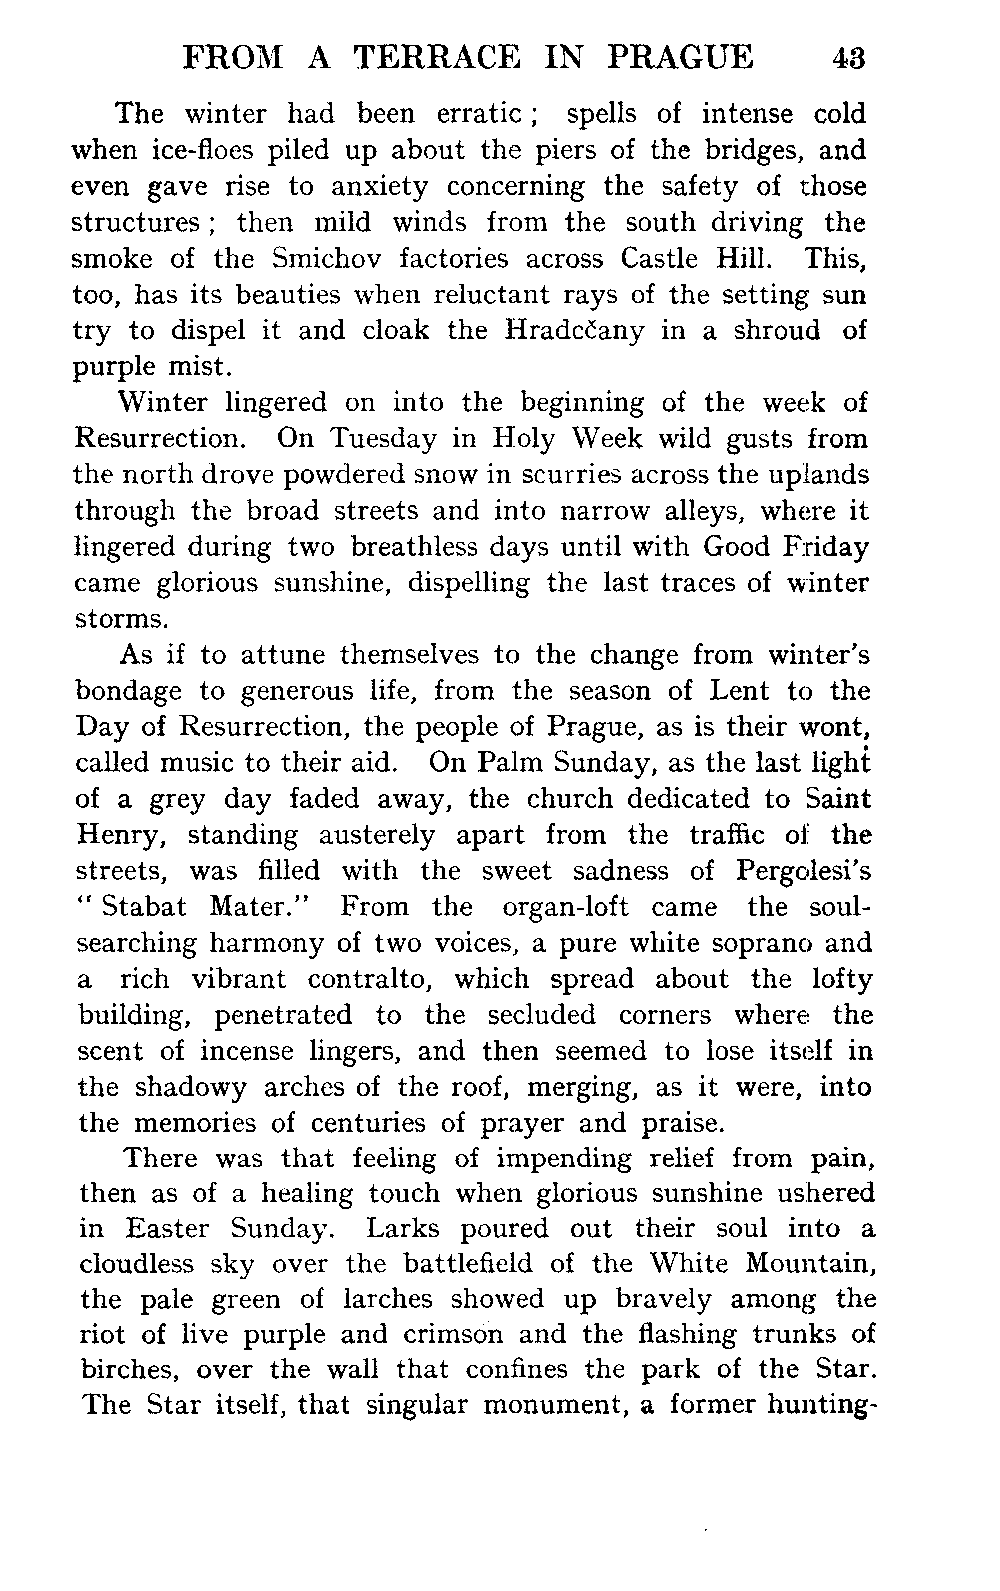 FROM A TERRACE IN PRAGUE 43
The winter had been erratic ; spells of intense cold
when ice-floes piled up about the piers of the bridges, and
even gave rise to anxiety concerning the safety of those
structures ; then mild winds from the south driving the
smoke of the Smichov factories across Castle Hill. This,
too, has its beauties when reluctant rays of the setting sun
try to dispel it and cloak the Hradcčany in a shroud of
purple mist.
Winter lingered on into the beginning of the week of
Resurrection. On Tuesday in Holy Week wild gusts from
the north drove powdered snow in scurries across the uplands
through the broad streets and into narrow alleys, where it
lingered during two breathless days until with Good Friday
came glorious sunshine, dispelling the last traces of winter
storms.
As if to attune themselves to the change from winter's
bondage to generous life, from the season of Lent to the
Day of Resurrection, the people of Prague, as is their wont,
called music to their aid. On Palm Sunday, as the last light
of a grey day faded away, the church dedicated to Saint
Henry, standing austerely apart from the traffic of the
streets, was filled with the sweet sadness of Pergolesi's
" Stabat Mater." From the organ-loft came the soul-
searching harmony of two voices, a pure white soprano and
a rich vibrant contralto, which spread about the lofty
building, penetrated to the secluded corners where the
scent of incense lingers, and then seemed to lose itself in
the shadowy arches of the roof, merging, as it were, into
the memories of centuries of prayer and praise.
There was that feeling of impending relief from pain,
then as of a healing touch when glorious sunshine ushered
in Easter Sunday. Larks poured out their soul into a
cloudless sky over the battlefield of the White Mountain,
the pale green of larches showed up bravely among the
riot of live purple and crimson and the flashing trunks of
birches, over the wall that confines the park of the Star.
The Star itself, that singular monument, a former hunting-